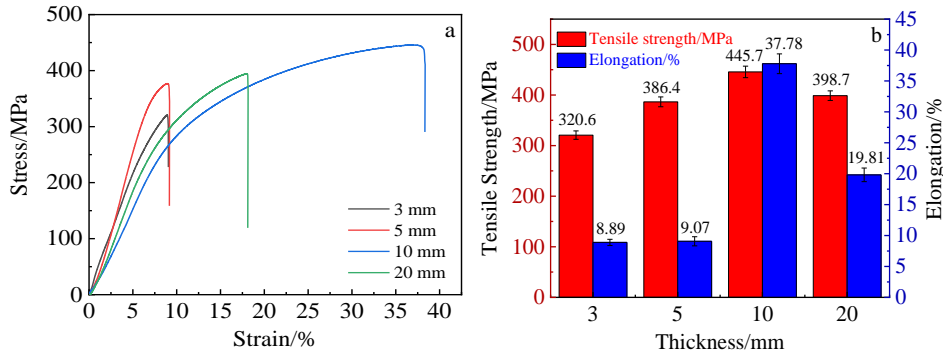 a
Stress/MPa
500
400
300
200
100
0
3 mm
5 mm
10 mm
20 mm
0 5 10 15 20 25 30 35 40
Strain/%
b
Tensile strength/MPa
Elongation/%
Tensile Strength/MPa
500
400
300
200
100
0
320.6
8.89
386.4
9.07
445.7
37.78
398.7
19.81
45
40
35
30
25
20
15
10
5
0
Elongation/%
3 5 10 20
Thickness/mm